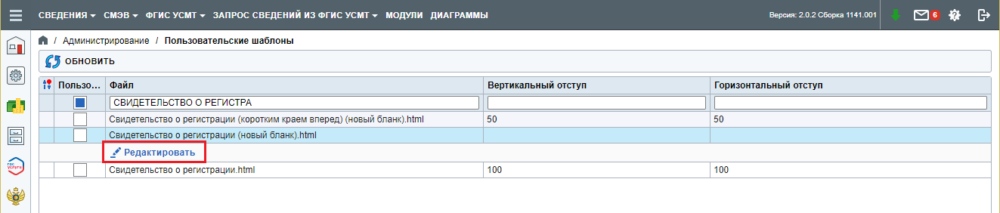 СВЕДЕНИЯ СМЭВ ФГИС УСМТ ЗАПРОС СВЕДЕНИЙ ИЗ ФГИС УСМТ МОДУЛИ ДИАГРАММЫ Версия: 2.0.2 Сборка 1141.001 6
/ Администрирование / Пользовательские шаблоны
ОБНОВИТЬ
Пользо... Файл Вертикальный отступ Горизонтальный отступ
СВИДЕТЕЛЬСТВО О РЕГИСТРА
Свидетельство о регистрации (коротким краем вперед) (новый бланк).html 50 50
Свидетельство о регистрации (новый бланк).html
Редактировать
Свидетельство о регистрации.html 100 100
гос
услуги